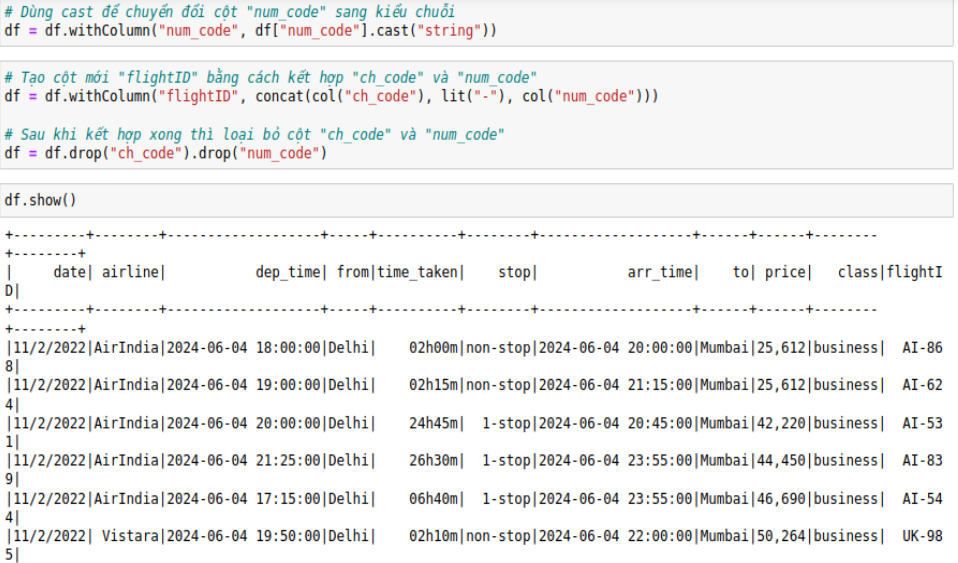 # Dùng cast để chuyển đổi cột "num_code" sang kiểu chuỗi
df = df.withColumn("num_code", df["num_code"].cast("string"))
# Tạo cột mới "flightID" bằng cách kết hợp "ch_code" và "num_code"
df = df.withColumn("flightID", concat(col("ch_code"), lit("-"), col("num_code")))
# Sau khi kết hợp xong thì loại bỏ cột "ch_code" và "num_code"
df = df.drop("ch_code").drop("num_code")
df.show()
+---------+--------+-------------------+-----+----------+--------+-------------------+------+------+--------
+--------+
|     date| airline|           dep_time| from|time_taken|    stop|           arr_time|    to| price|   class|flightI
D|
+---------+--------+-------------------+-----+----------+--------+-------------------+------+------+--------
+--------+
|11/2/2022|AirIndia|2024-06-04 18:00:00|Delhi|    02h00m|non-stop|2024-06-04 20:00:00|Mumbai|25,612|business|  AI-86
8|
|11/2/2022|AirIndia|2024-06-04 19:00:00|Delhi|    02h15m|non-stop|2024-06-04 21:15:00|Mumbai|25,612|business|  AI-62
4|
|11/2/2022|AirIndia|2024-06-04 20:00:00|Delhi|    24h45m|  1-stop|2024-06-04 20:45:00|Mumbai|42,220|business|  AI-53
1|
|11/2/2022|AirIndia|2024-06-04 21:25:00|Delhi|    26h30m|  1-stop|2024-06-04 23:55:00|Mumbai|44,450|business|  AI-83
9|
|11/2/2022|AirIndia|2024-06-04 17:15:00|Delhi|    06h40m|  1-stop|2024-06-04 23:55:00|Mumbai|46,690|business|  AI-54
4|
|11/2/2022| Vistara|2024-06-04 19:50:00|Delhi|    02h10m|non-stop|2024-06-04 22:00:00|Mumbai|50,264|business|  UK-98
5|